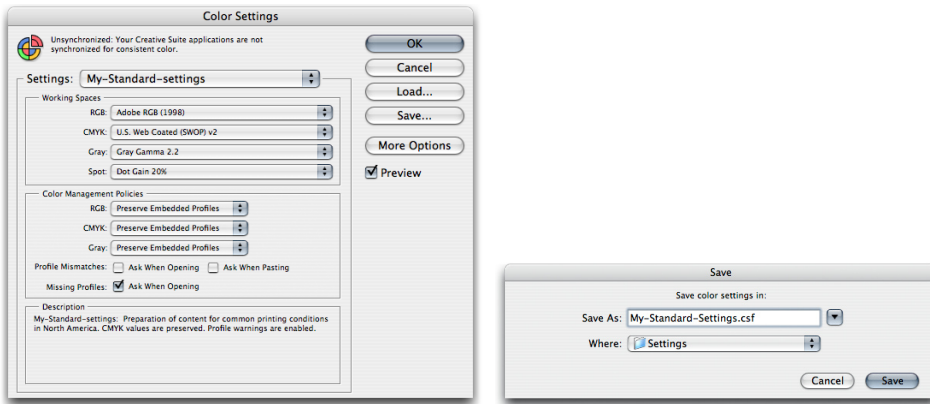 Color Settings
Unsynchronized: Your Creative Suite applications are not
synchronized for consistent color.
Settings: My-Standard-settings
Working Spaces
RGB: Adobe RGB (1998)
CMYK: U.S. Web Coated (SWOP) v2
Gray: Gray Gamma 2.2
Spot: Dot Gain 20%
Color Management Policies
RGB: Preserve Embedded Profiles
CMYK: Preserve Embedded Profiles
Gray: Preserve Embedded Profiles
Profile Mismatches: Ask When Opening Ask When Pasting
Missing Profiles: Ask When Opening
Description
My-Standard-settings: Preparation of content for common printing conditions
in North America. CMYK values are preserved. Profile warnings are enabled.
OK
Cancel
Load...
Save...
More Options
Preview
Save
Save color settings in:
Save As: My-Standard-Settings.csf
Where: Settings
Cancel Save